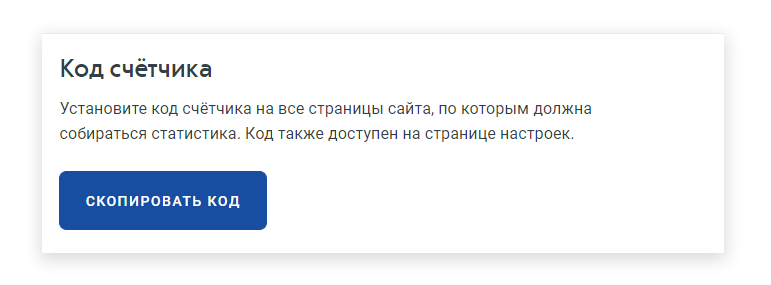 Код счётчика
Установите код счётчика на все страницы сайта, по которым должна
собираться статистика. Код также доступен на странице настроек.
СКОПИРОВАТЬ КОД